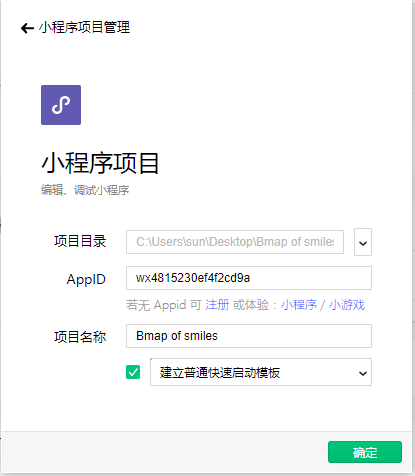 小程序项目管理
小程序项目
编辑、调试小程序
项目目录 C:\Users\sun\Desktop\Bmap of smiles
AppID wx4815230ef4f2cd9a
若无 Appid 可 注册 或体验：小程序 / 小游戏
项目名称 Bmap of smiles
建立普通快速启动模板
确定